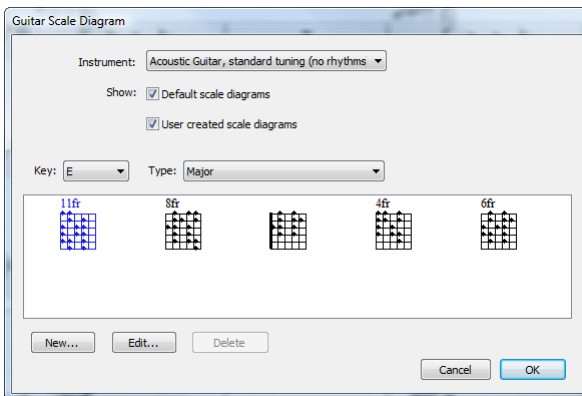 Guitar Scale Diagram
Instrument: Acoustic Guitar, standard tuning (no rhythms
Show: Default scale diagrams
User created scale diagrams
Key: E Type: Major
11fr 8fr 4fr 6fr
New... Edit... Delete
Cancel OK